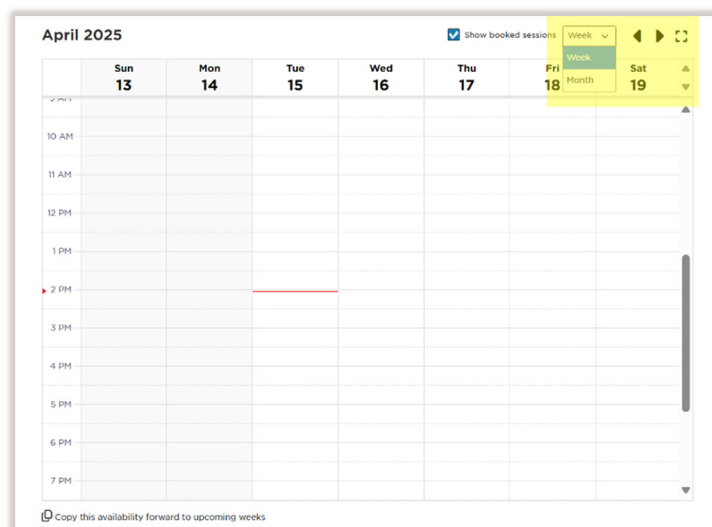 April 2025
Show booked sessions
Week
Week
Month
Sun Mon Tue Wed Thu Fri Sat
13 14 15 16 17 18 19
10 AM
11 AM
12 PM
1 PM
2 PM
3 PM
4 PM
5 PM
6 PM
7 PM
Copy this availability forward to upcoming weeks